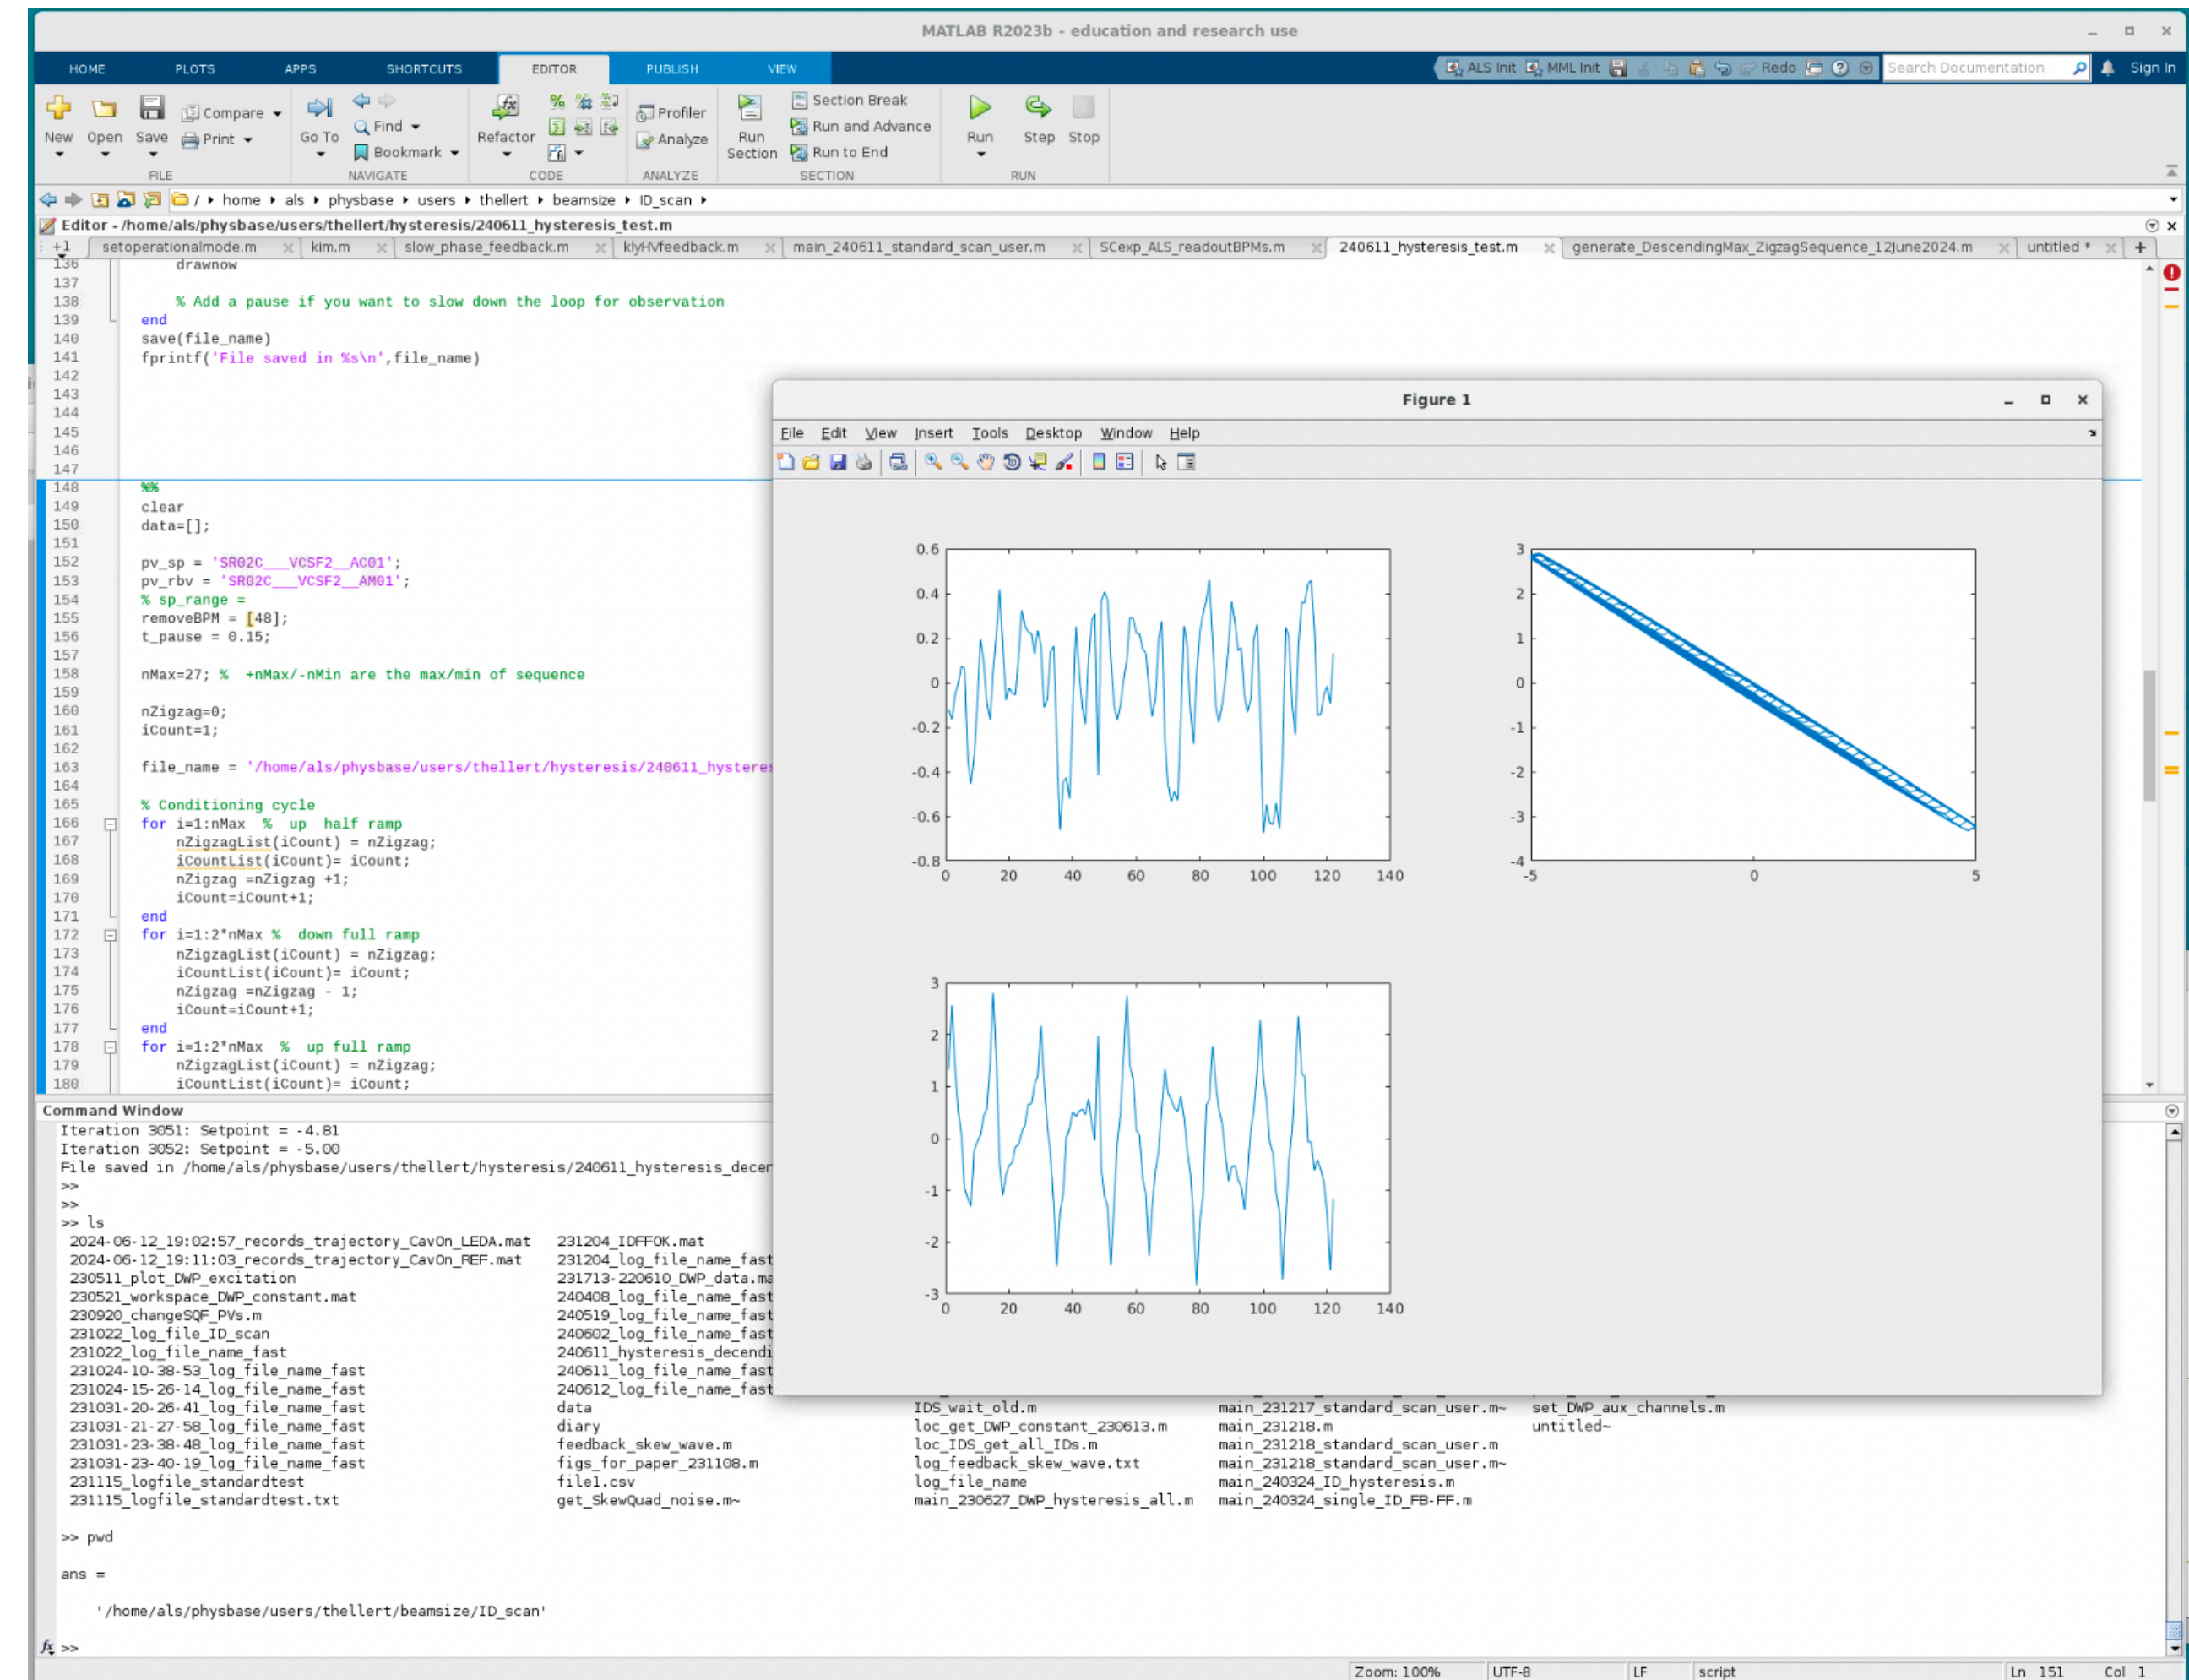 MATLAB R2023b - education and research use
HOME PLOTS APPS SHORTCUTS EDITOR PUBLISH VIEW ALS Init MML Init Redo Search Documentation Sign In
New Open Save Compare Print Go To Find Bookmark Refactor Profiler Analyze Run Section Section Break Run and Advance Run to End Run Step Stop
FILE NAVIGATE CODE ANALYZE SECTION RUN
/ home als physbase users thellert beamsize ID_scan
Editor - /home/als/physbase/users/thellert/hysteresis/240611_hysteresis_test.m
+1 setoperationalmode.m kim.m slow_phase_feedback.m klyHVfeedback.m main_240611_standard_scan_user.m SCexp_ALS_readoutBPMs.m 240611_hysteresis_test.m generate_DescendingMax_ZigzagSequence_12June2024.m untitled * +
136 drawnow
137
138 % Add a pause if you want to slow down the loop for observation
139 end
140 save(file_name)
141 fprintf('File saved in %s\n',file_name)
142
143
144
145
146
147
148 %%
149 clear
150 data=[];
151
152 pv_sp = 'SR02C___VCSF2__AC01';
153 pv_rbv = 'SR02C___VCSF2__AM01';
154 % sp_range =
155 removeBPM = [48];
156 t_pause = 0.15;
157
158 nMax=27; % +nMax/-nMin are the max/min of sequence
159
160 nZigzag=0;
161 iCount=1;
162
163 file_name = '/home/als/physbase/users/thellert/hysteresis/240611_hysteres
164
165 % Conditioning cycle
166 for i=1:nMax % up half ramp
167 nZigzagList(iCount) = nZigzag;
168 iCountList(iCount)= iCount;
169 nZigzag =nZigzag +1;
170 iCount=iCount+1;
171 end
172 for i=1:2*nMax % down full ramp
173 nZigzagList(iCount) = nZigzag;
174 iCountList(iCount)= iCount;
175 nZigzag =nZigzag - 1;
176 iCount=iCount+1;
177 end
178 for i=1:2*nMax % up full ramp
179 nZigzagList(iCount) = nZigzag;
180 iCountList(iCount)= iCount;
Figure 1
File Edit View Insert Tools Desktop Window Help
0.6
0.4
0.2
0
-0.2
-0.4
-0.6
-0.8
0 20 40 60 80 100 120 140
3
2
1
0
-1
-2
-3
-4
-5 0 5
3
2
1
0
-1
-2
-3
0 20 40 60 80 100 120 140
Command Window
Iteration 3051: Setpoint = -4.81
Iteration 3052: Setpoint = -5.00
File saved in /home/als/physbase/users/thellert/hysteresis/240611_hysteresis_decen
>>
>>
>> ls
2024-06-12_19:02:57_records_trajectory_CavOn_LEDA.mat 231204_IDFFOK.mat
2024-06-12_19:11:03_records_trajectory_CavOn_REF.mat 231204_log_file_name_fast
230511_plot_DWP_excitation 231713-220610_DWP_data.ma
230521_workspace_DWP_constant.mat 240408_log_file_name_fast
230920_changeSQF_PVs.m 240519_log_file_name_fast
231022_log_file_ID_scan 240602_log_file_name_fast
231022_log_file_name_fast 240611_hysteresis_decendi
231024-10-38-53_log_file_name_fast 240611_log_file_name_fast
231024-15-26-14_log_file_name_fast 240612_log_file_name_fast set_DWP_aux_channels.m
231031-20-26-41_log_file_name_fast data IDS_wait_old.m main_231217_standard_scan_user.m~
231031-21-27-58_log_file_name_fast diary loc_get_DWP_constant_230613.m main_231218.m untitled~
231031-23-38-48_log_file_name_fast feedback_skew_wave.m loc_IDS_get_all_IDs.m main_231218_standard_scan_user.m
231031-23-40-19_log_file_name_fast figs_for_paper_231108.m log_feedback_skew_wave.txt main_231218_standard_scan_user.m~
231115_logfile_standardtest file1.csv log_file_name main_240324_ID_hysteresis.m
231115_logfile_standardtest.txt get_SkewQuad_noise.m~ main_230627_DWP_hysteresis_all.m main_240324_single_ID_FB-FF.m
>> pwd
ans =
'/home/als/physbase/users/thellert/beamsize/ID_scan'
fx >>
Zoom: 100% UTF-8 LF script Ln 151 Col 1